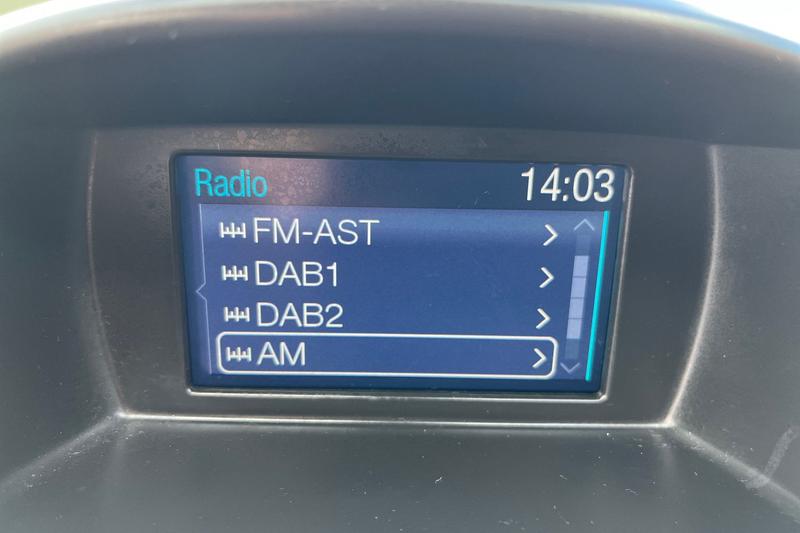 Radio 14:03
FM-AST
DAB1
DAB2
AM